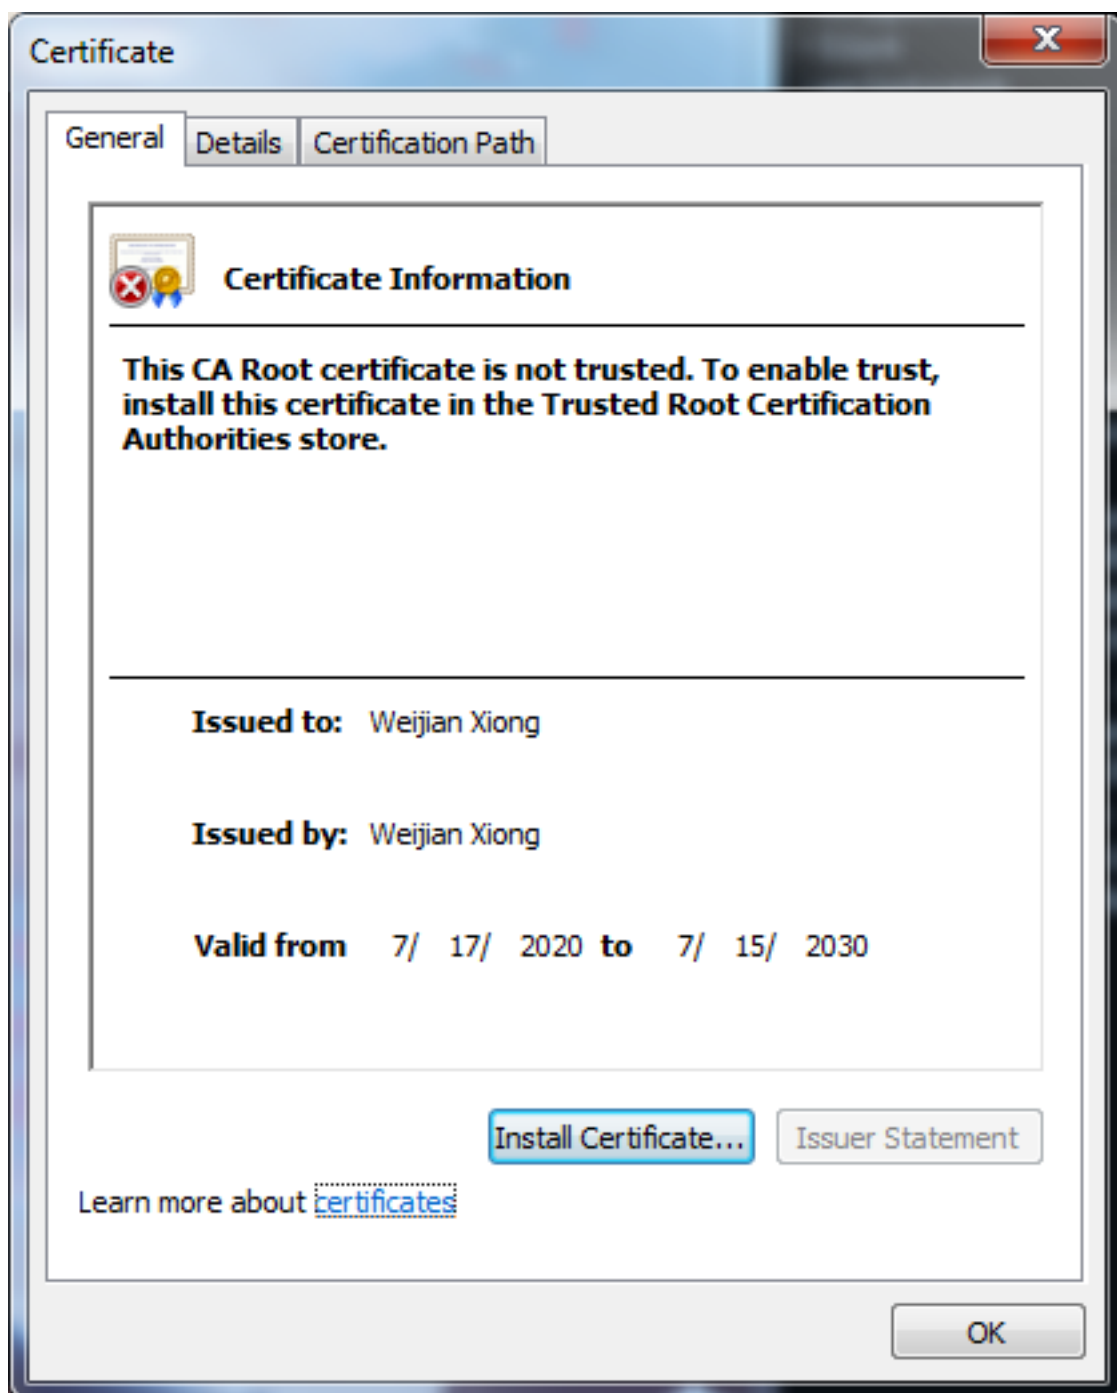 Certificate
General Details Certification Path
Certificate Information
This CA Root certificate is not trusted. To enable trust,
install this certificate in the Trusted Root Certification
Authorities store.
Issued to: Weijian Xiong
Issued by: Weijian Xiong
Valid from 7/ 17/ 2020 to 7/ 15/ 2030
Install Certificate... Issuer Statement
Learn more about certificates
OK